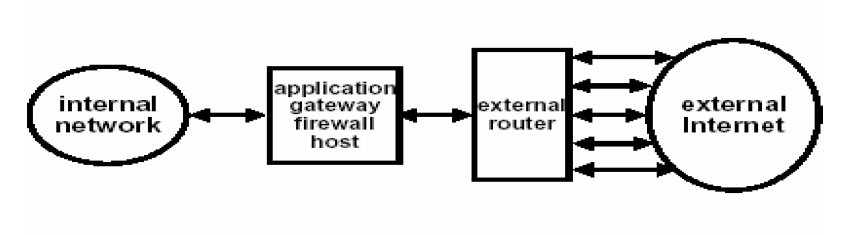 internal
network
application
gateway
firewall
host
external
router
external
Internet